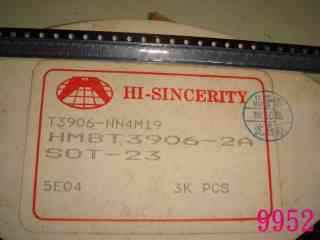 HI-SINCERITY
T3906-NN4M19
HMBT3906-2A
SOT-23
5E04 3K PCS
9952